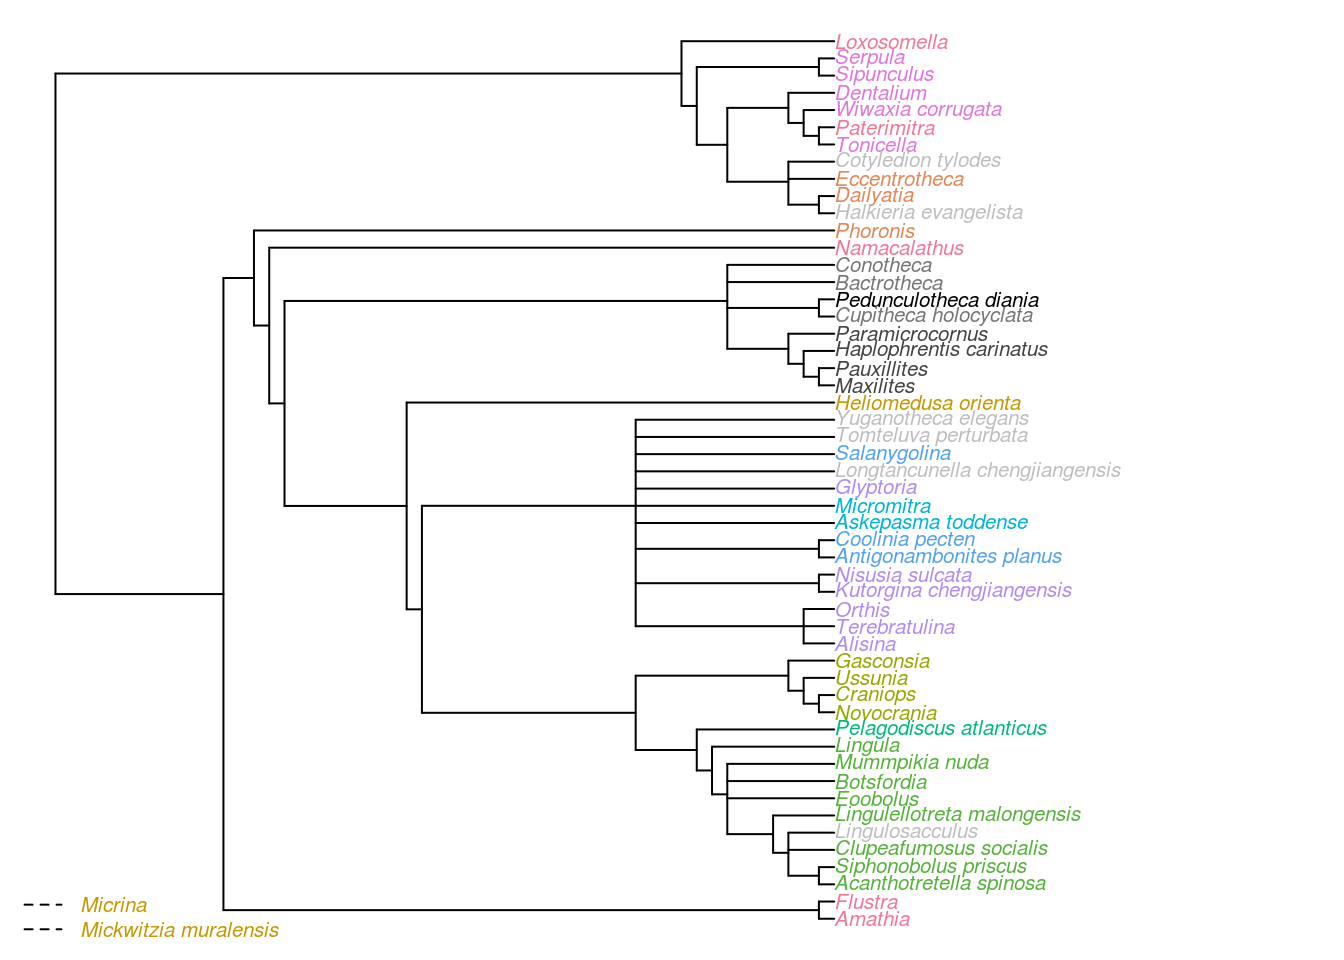 Loxosomella
Serpula
Sipunculus
Dentalium
Wiwaxia corrugata
Paterimitra
Tonicella
Cotyledion tylodes
Eccentrotheca
Dailyatia
Halkieria evangelista
Phoronis
Namacalathus
Conotheca
Bactrotheca
Pedunculotheca diania
Cupitheca holocyclata
Paramicrocornus
Haplophrentis carinatus
Pauxillites
Maxilites
Heliomedusa orienta
Yuganotheca elegans
Tomteluva perturbata
Salanygolina
Longtancunella chengjiangensis
Glyptoria
Micromitra
Askepasma toddense
Coolinia pecten
Antigonambonites planus
Nisusia sulcata
Kutorgina chengjiangensis
Orthis
Terebratulina
Alisina
Gasconsia
Ussunia
Craniops
Novocrania
Pelagodiscus atlanticus
Lingula
Mummpikia nuda
Botsfordia
Eoobolus
Lingulellotreta malongensis
Lingulosacculus
Clupeafumosus socialis
Siphonobolus priscus
Acanthotretella spinosa
Flustra
Amathia
Micrina
Mickwitzia muralensis